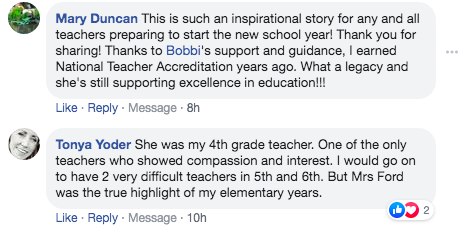 Mary Duncan This is such an inspirational story for any and all
teachers preparing to start the new school year! Thank you for
sharing! Thanks to Bobbi's support and guidance, I earned
National Teacher Accreditation years ago. What a legacy and
she's still supporting excellence in education!!!
Like · Reply · Message · 8h
Tonya Yoder She was my 4th grade teacher. One of the only
teachers who showed compassion and interest. I would go on
to have 2 very difficult teachers in 5th and 6th. But Mrs Ford
was the true highlight of my elementary years.
2
Like · Reply · Message · 10h